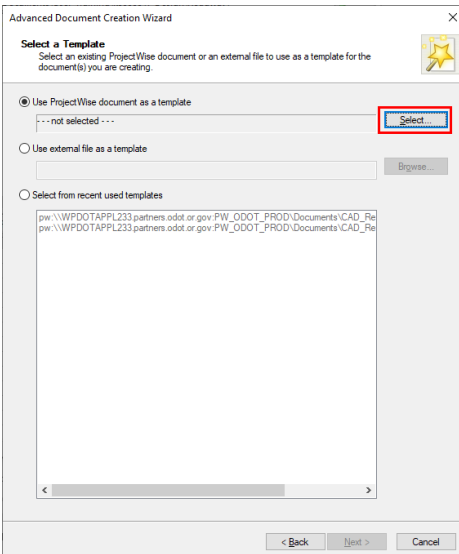 Advanced Document Creation Wizard
Select a Template
Select an existing ProjectWise document or an external file to use as a template for the
document(s) you are creating.
Use ProjectWise document as a template
- - - not selected - - -
Select...
Use external file as a template
Browse...
Select from recent used templates
pw:\\WPDOTAPPL233.partners.odot.or.gov:PW_ODOT_PROD\Documents\CAD_Re
pw:\\WPDOTAPPL233.partners.odot.or.gov:PW_ODOT_PROD\Documents\CAD_Re
< Back
Next >
Cancel